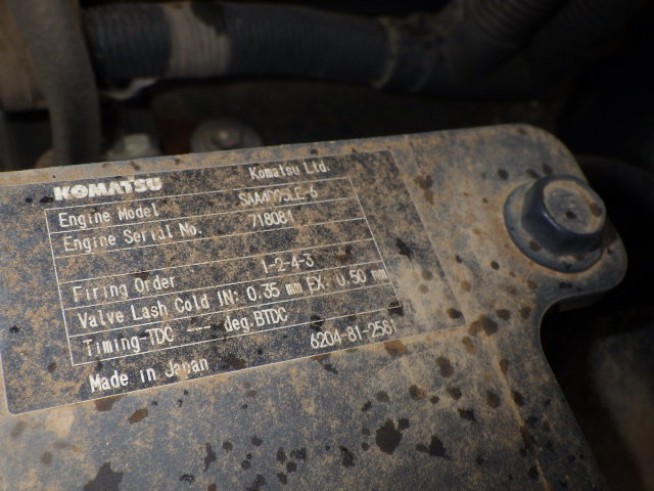 KOMATSU Komatsu Ltd.
Engine Model SAA4D95LE-6
Engine Serial No. 718081
Firing Order 1-2-4-3
Valve Lash Cold IN: 0.35 mm EX: 0.50 mm
Timing TDC --- deg.BTDC
6204-81-2581
Made in Japan